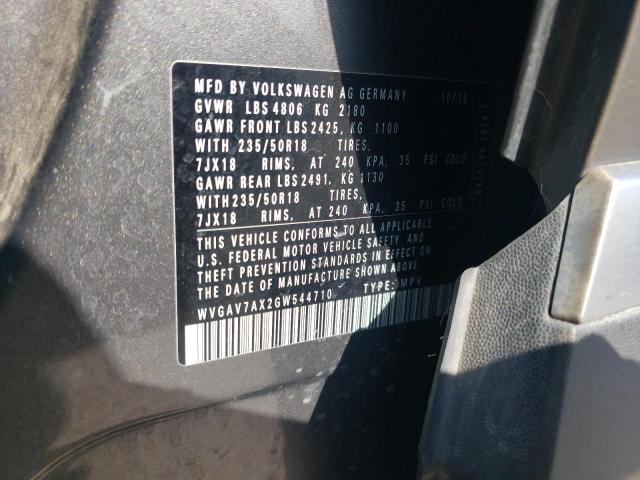 MFD BY VOLKSWAGEN AG GERMANY 10/15
GVWR LBS 4806 KG 2180
GAWR FRONT LBS 2425, KG 1100
WITH 235/50R18 TIRES,
7JX18 RIMS, AT 240 KPA, 35 PSI COLD
GAWR REAR LBS 2491, KG 1130
WITH 235/50R18 TIRES,
7JX18 RIMS, AT 240 KPA, 35 PSI COLD
THIS VEHICLE CONFORMS TO ALL APPLICABLE
U.S. FEDERAL MOTOR VEHICLE SAFETY AND
THEFT PREVENTION STANDARDS IN EFFECT ON
THE DATE OF MANUFACTURE SHOWN ABOVE.
WVGAV7AX2GW544710 TYPE: MPV